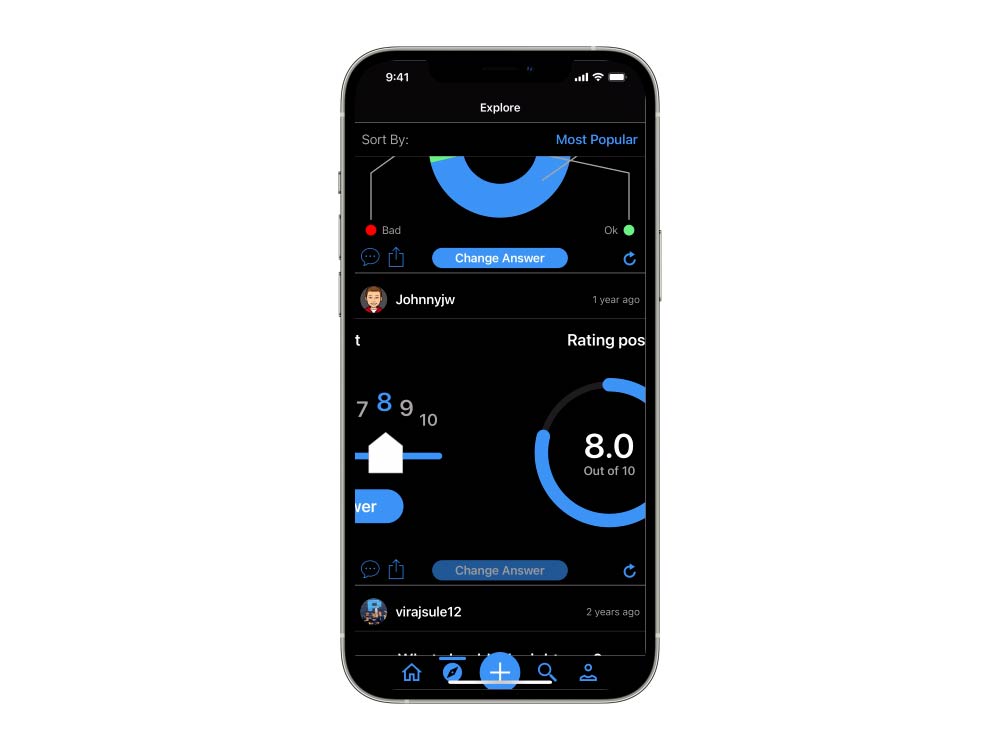 9:41
Explore
Sort By: Most Popular
Bad Ok
Change Answer
Johnnyjw 1 year ago
t Rating pos
7 8 9 10
8.0
Out of 10
wer
Change Answer
virajsule12 2 years ago